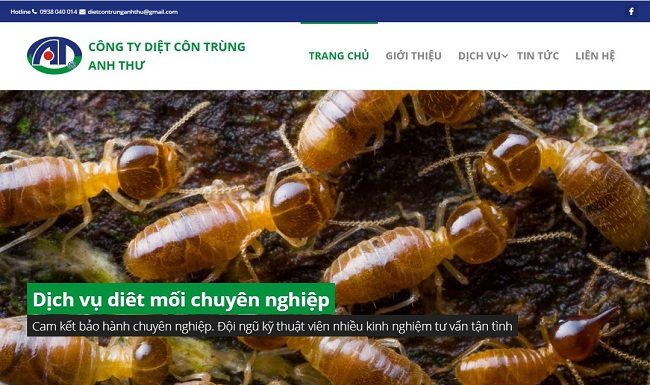 Hotline 0938 040 014 dietcontrunganhthu@gmail.com
CÔNG TY DIỆT CÔN TRÙNG
ANH THƯ
TRANG CHỦ GIỚI THIỆU DỊCH VỤ TIN TỨC LIÊN HỆ
Dịch vụ diêt mối chuyên nghiệp
Cam kết bảo hành chuyên nghiệp. Đội ngũ kỹ thuật viên nhiều kinh nghiệm tư vấn tận tình